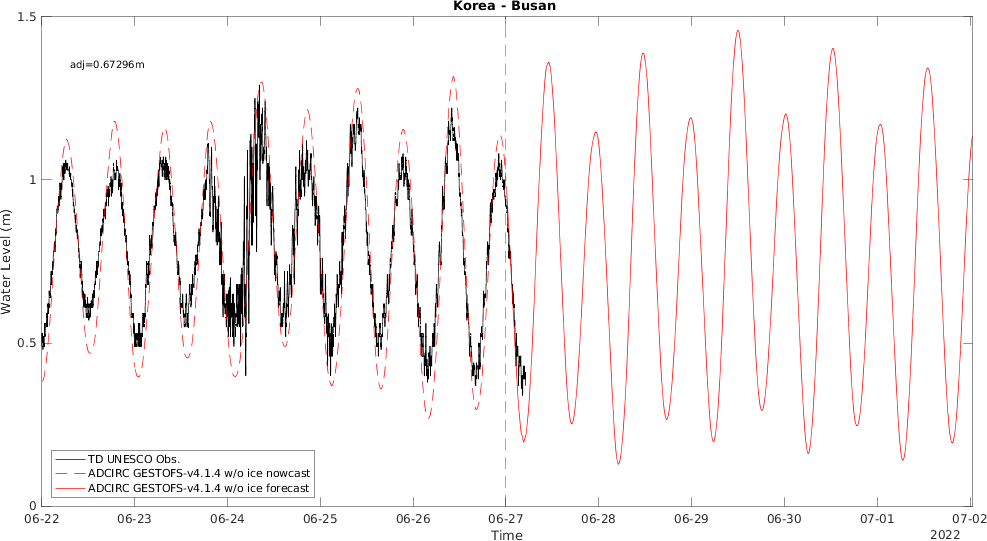 Korea - Busan
1.5
adj=0.67296m
1
Water Level (m)
0.5
TD UNESCO Obs.
ADCIRC GESTOFS-v4.1.4 w/o ice nowcast
ADCIRC GESTOFS-v4.1.4 w/o ice forecast
0
06-22 06-23 06-24 06-25 06-26 06-27 06-28 06-29 06-30 07-01 07-02
Time
2022